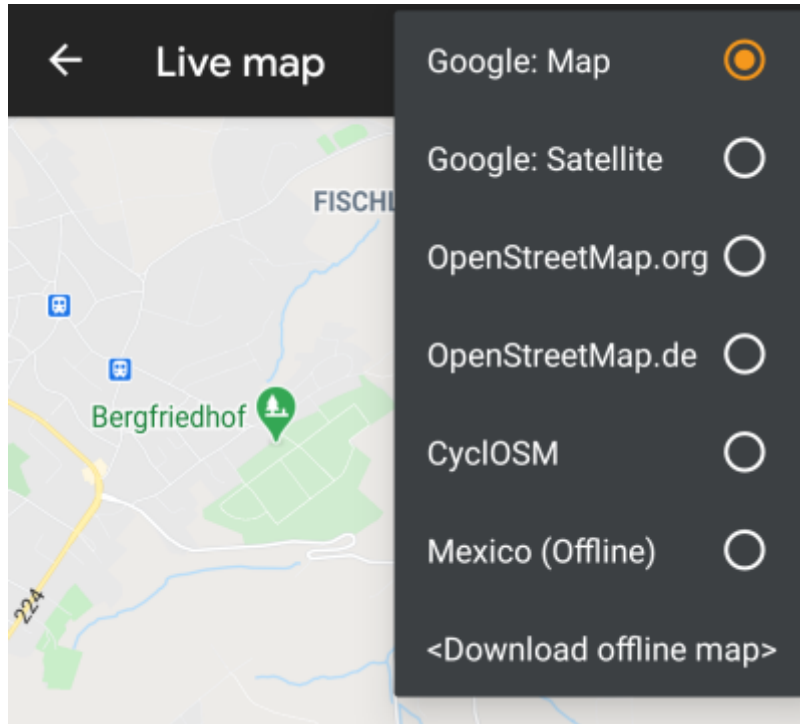 Live map
Google: Map
Google: Satellite
OpenStreetMap.org
OpenStreetMap.de
CyclOSM
Mexico (Offline)
<Download offline map>
FISCHL
Bergfriedhof
224